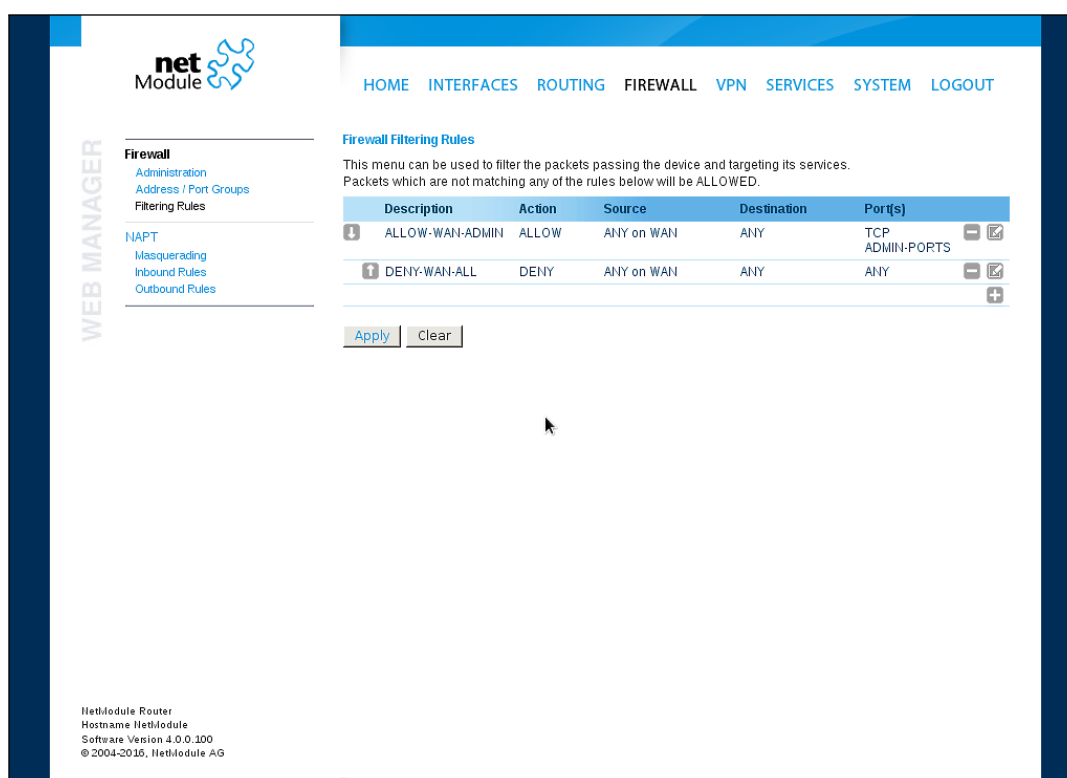 net
Module
HOME INTERFACES ROUTING FIREWALL VPN SERVICES SYSTEM LOGOUT
WEB MANAGER
Firewall
Administration
Address / Port Groups
Filtering Rules
NAPT
Masquerading
Inbound Rules
Outbound Rules
Firewall Filtering Rules
This menu can be used to filter the packets passing the device and targeting its services.
Packets which are not matching any of the rules below will be ALLOWED.
Description Action Source Destination Port(s)
ALLOW-WAN-ADMIN ALLOW ANY on WAN ANY TCP
ADMIN-PORTS
DENY-WAN-ALL DENY ANY on WAN ANY ANY
Apply Clear
NetModule Router
Hostname NetModule
Software Version 4.0.0.100
© 2004-2016, NetModule AG